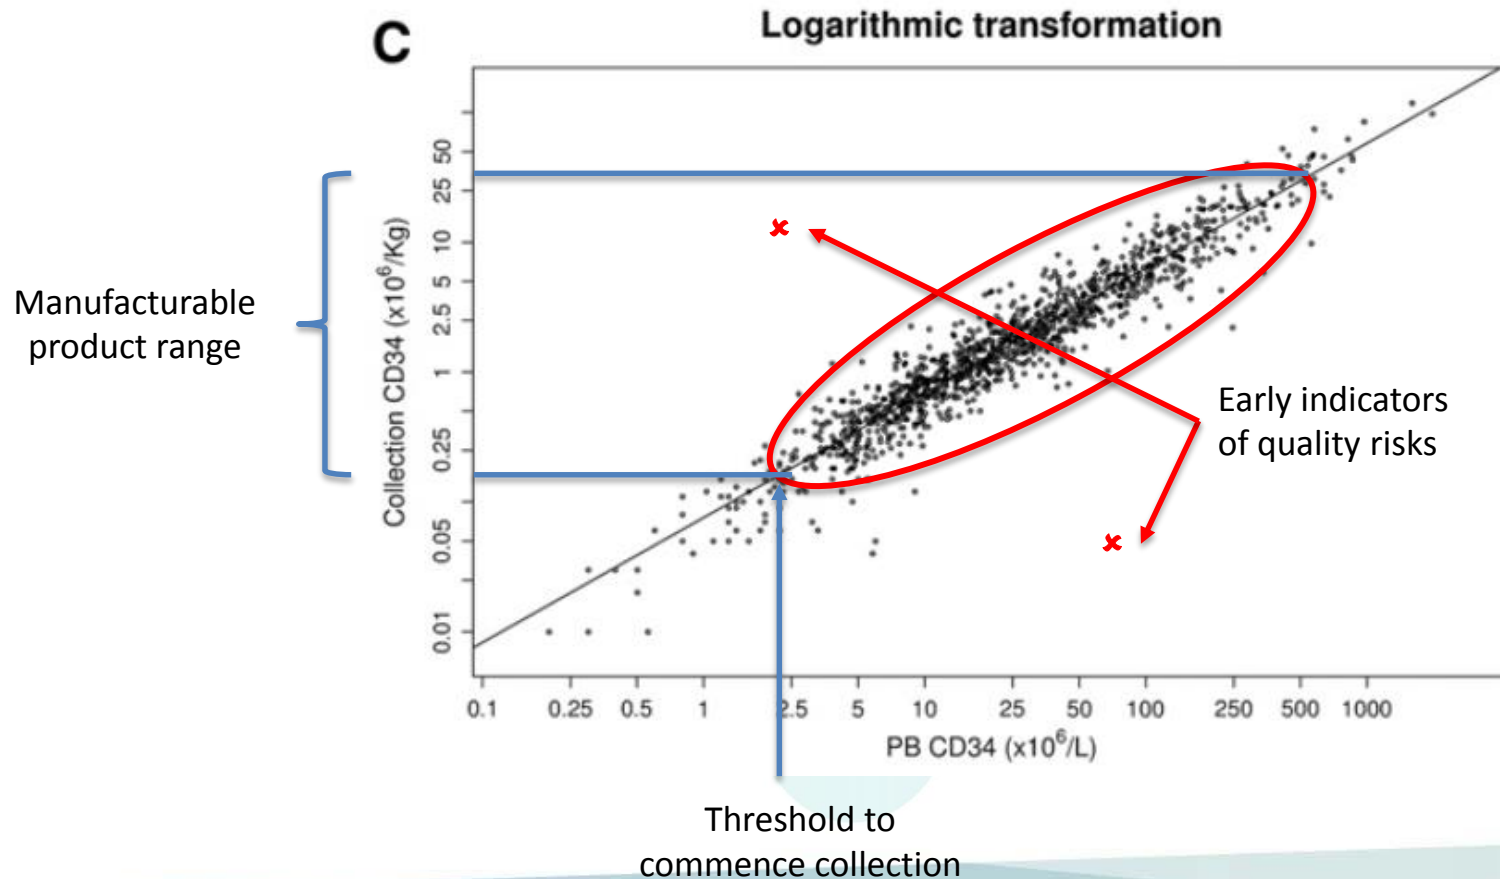 C
Logarithmic transformation
50
25
10
5
2.5
1
0.25
0.05
0.01
Collection CD34 (x10⁶/Kg)
Manufacturable
product range
Early indicators
of quality risks
0.1 0.25 0.5 1 2.5 5 10 25 50 100 250 500 1000
PB CD34 (x10⁶/L)
Threshold to
commence collection